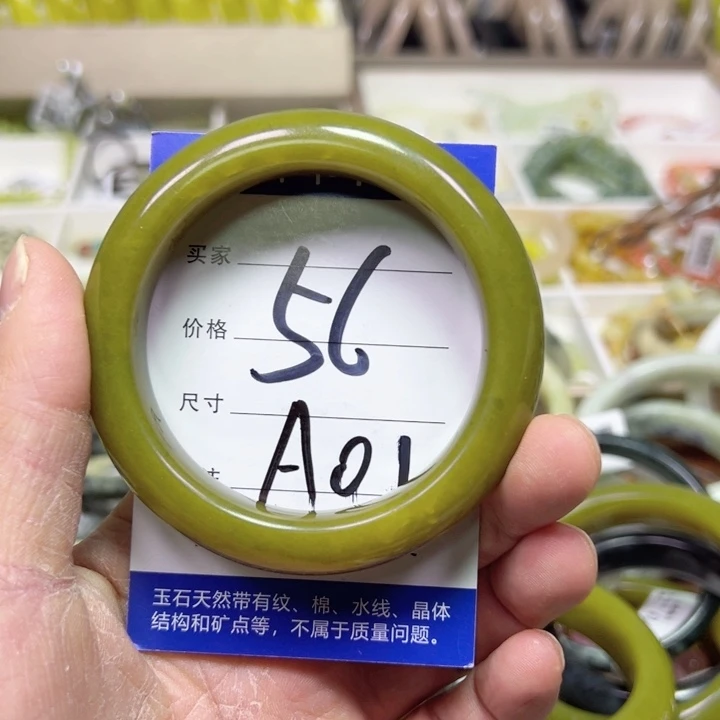 买家
56
价格
尺寸
A01
玉石天然带有纹、棉、水线、晶体
结构和矿点等，不属于质量问题。